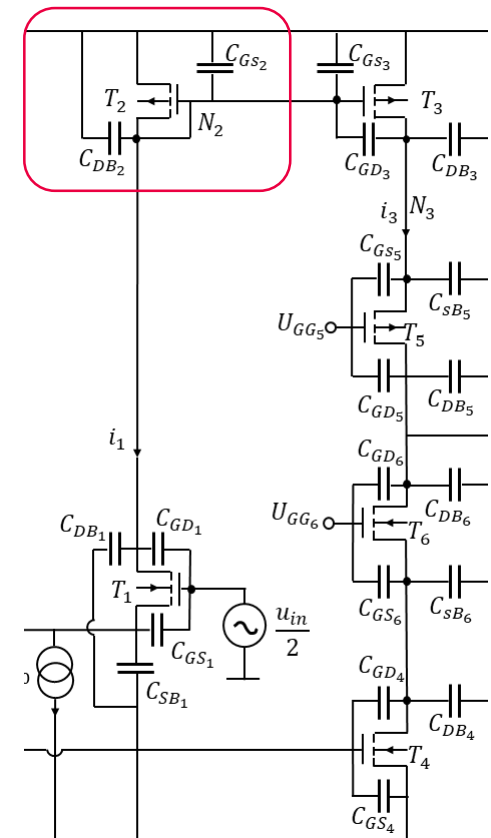 C_{Gs_2} C_{Gs_3}
T_2 T_3
N_2
C_{DB_2} C_{GD_3} C_{DB_3}
i_3 N_3
C_{Gs_5}
C_{sB_5}
U_{GG_5} T_5
C_{GD_5} C_{DB_5}
i_1
C_{GD_6}
C_{DB_1} C_{GD_1} C_{DB_6}
U_{GG_6} T_6
T_1
u_{in}
2
C_{GS_1} C_{GS_6} C_{sB_6}
C_{SB_1} C_{GD_4}
C_{DB_4}
T_4
C_{GS_4}